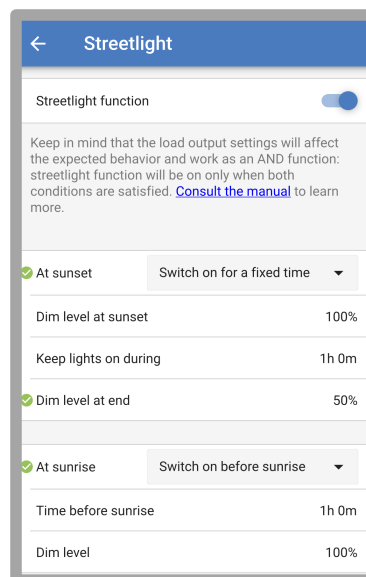 Streetlight
Streetlight function
Keep in mind that the load output settings will affect
the expected behavior and work as an AND function:
streetlight function will be on only when both
conditions are satisfied. Consult the manual to learn
more.
At sunset Switch on for a fixed time
Dim level at sunset 100%
Keep lights on during 1h 0m
Dim level at end 50%
At sunrise Switch on before sunrise
Time before sunrise 1h 0m
Dim level 100%